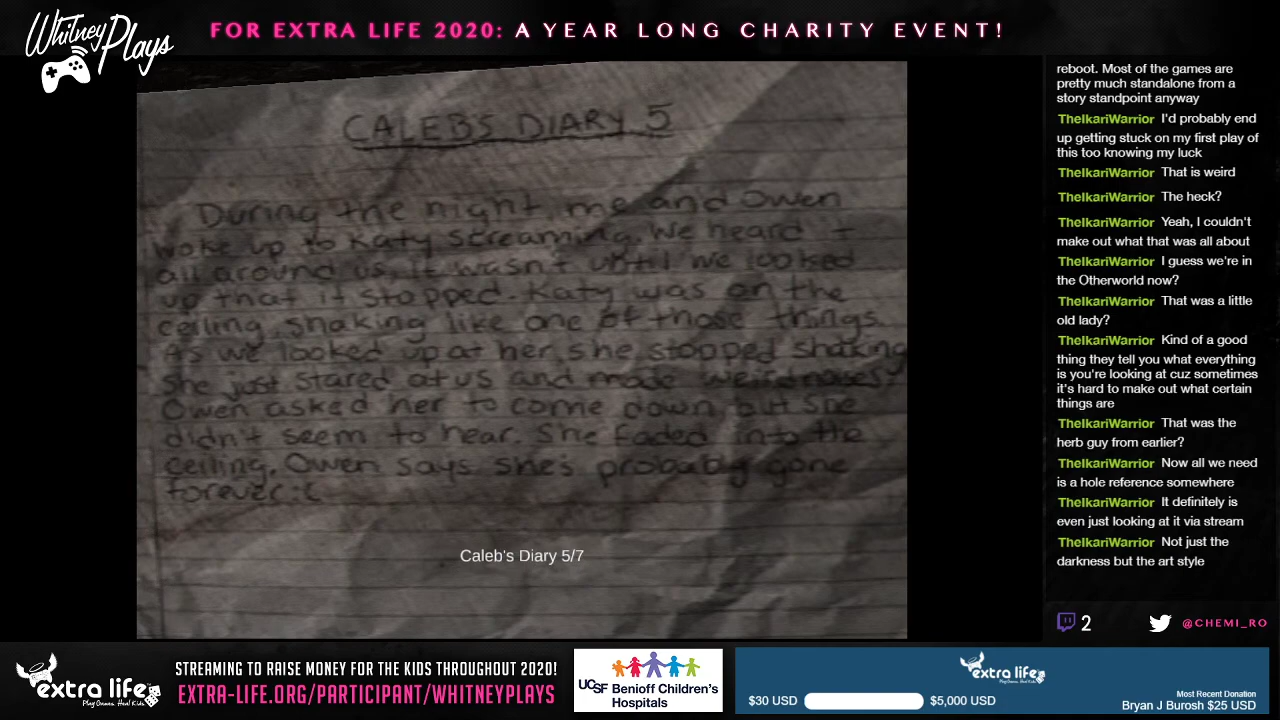 Whitney Plays
FOR EXTRA LIFE 2020: A YEAR LONG CHARITY EVENT!
CALEB'S DIARY 5
During the night, me and Owen
woke up to Katy screaming. We heard it
all around us. It wasn't until we looked
up that it stopped. Katy was on the
ceiling, shaking like one of those things.
As we looked up at her, she stopped shaking
she just stared at us and made weird noises.
Owen asked her to come down but she
didn't seem to hear. She faded into the
ceiling. Owen says she's probably gone
forever :(
Caleb's Diary 5/7
reboot. Most of the games are
pretty much standalone from a
story standpoint anyway
TheIkariWarrior I'd probably end
up getting stuck on my first play of
this too knowing my luck
TheIkariWarrior That is weird
TheIkariWarrior The heck?
TheIkariWarrior Yeah, I couldn't
make out what that was all about
TheIkariWarrior I guess we're in
the Otherworld now?
TheIkariWarrior That was a little
old lady?
TheIkariWarrior Kind of a good
thing they tell you what everything
is you're looking at cuz sometimes
it's hard to make out what certain
things are
TheIkariWarrior That was the
herb guy from earlier?
TheIkariWarrior Now all we need
is a hole reference somewhere
TheIkariWarrior It definitely is
even just looking at it via stream
TheIkariWarrior Not just the
darkness but the art style
2
@CHEMI_RO
extra life
Play Games. Heal Kids.
STREAMING TO RAISE MONEY FOR THE KIDS THROUGHOUT 2020!
EXTRA-LIFE.ORG/PARTICIPANT/WHITNEYPLAYS
UCSF Benioff Children's
Hospitals
extra life
Play Games. Heal Kids.
$30 USD
$5,000 USD
Most Recent Donation
Bryan J Burosh $25 USD